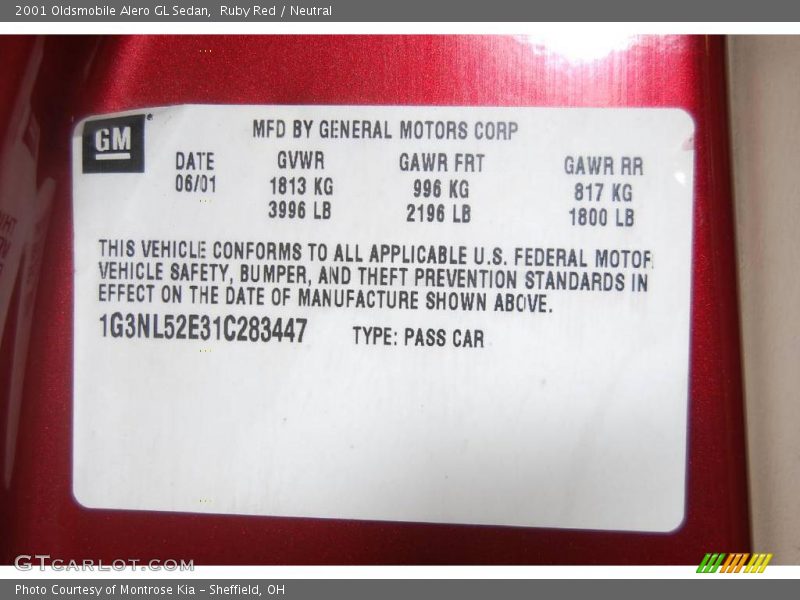 2001 Oldsmobile Alero GL Sedan, Ruby Red / Neutral
GM
MFD BY GENERAL MOTORS CORP
DATE GVWR GAWR FRT GAWR RR
06/01 1813 KG 996 KG 817 KG
3996 LB 2196 LB 1800 LB
THIS VEHICLE CONFORMS TO ALL APPLICABLE U.S. FEDERAL MOTOR
VEHICLE SAFETY, BUMPER, AND THEFT PREVENTION STANDARDS IN
EFFECT ON THE DATE OF MANUFACTURE SHOWN ABOVE.
1G3NL52E31C283447 TYPE: PASS CAR
GTcarlot.com
Photo Courtesy of Montrose Kia - Sheffield, OH